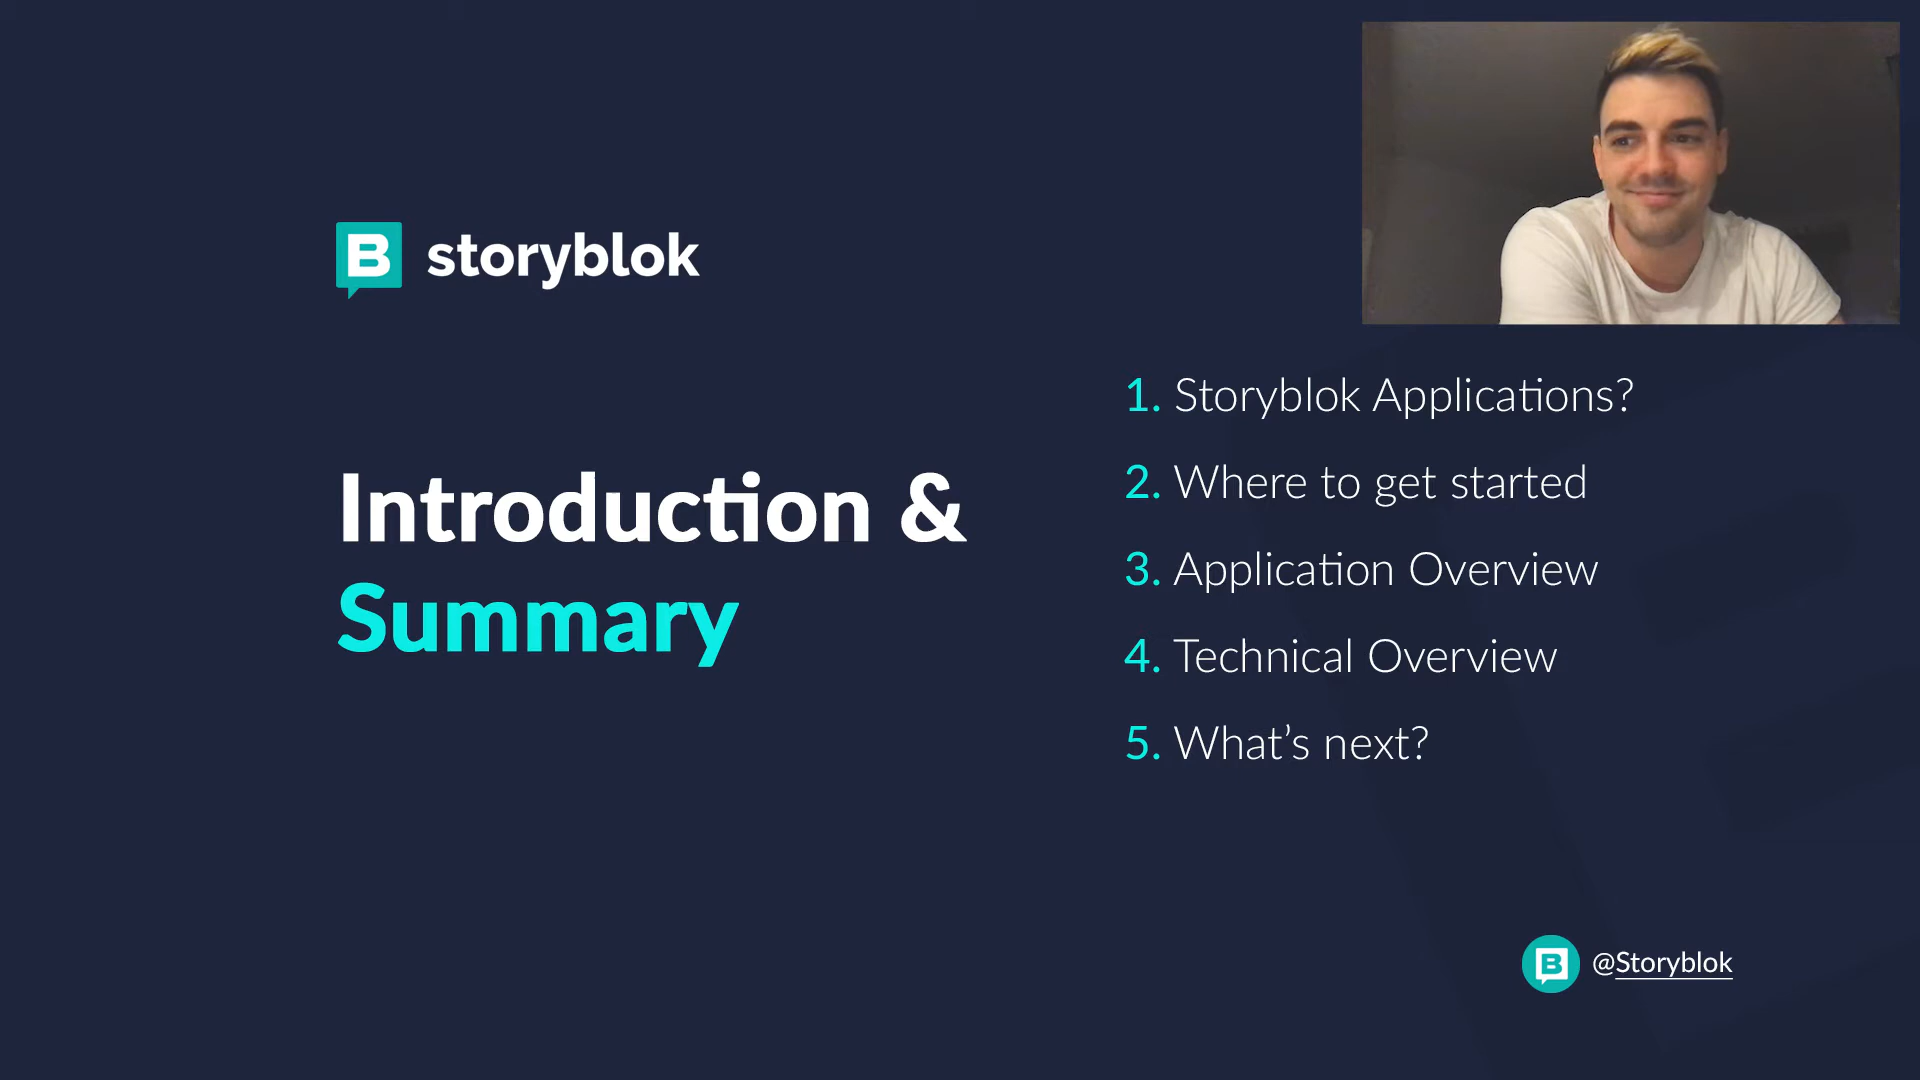 B storyblok
Introduction &
Summary
1. Storyblok Applications?
2. Where to get started
3. Application Overview
4. Technical Overview
5. What’s next?
B @Storyblok